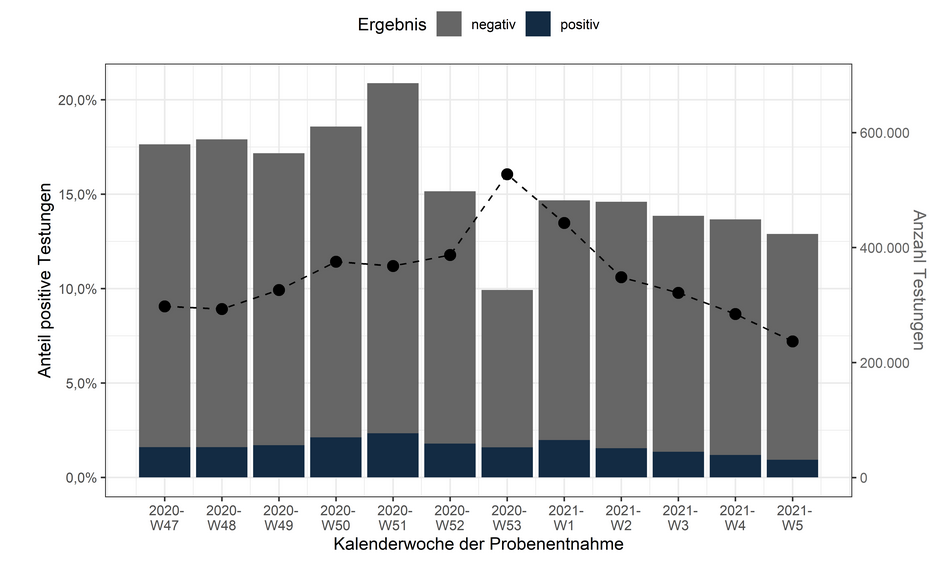 Ergebnis negativ positiv
Anteil positive Testungen
20,0%
15,0%
10,0%
5,0%
0,0%
600.000
400.000
200.000
0
Anzahl Testungen
2020- 2020- 2020- 2020- 2020- 2020- 2020- 2021- 2021- 2021- 2021- 2021-
W47 W48 W49 W50 W51 W52 W53 W1 W2 W3 W4 W5
Kalenderwoche der Probenentnahme